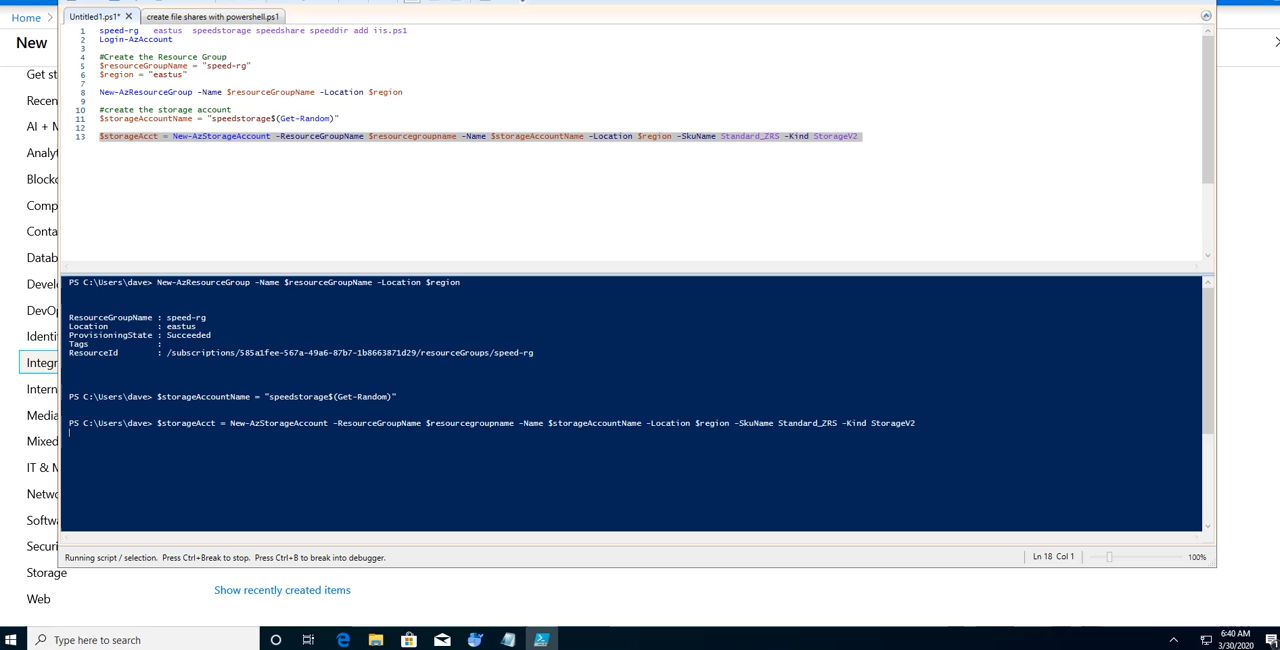 Untitled1.ps1*
create file shares with powershell.ps1
Home
New
Get st
Recen
AI + M
Analyt
Blocko
Comp
Conta
Datab
Devel
DevO
Identi
Integr
Intern
Media
Mixed
IT & M
Netwo
Softw
Securi
Storage
Web
1 speed-rg eastus speedstorage speedshare speeddir add iis.ps1
2 Login-AzAccount
3
4 #Create the Resource Group
5 $resourceGroupName = "speed-rg"
6 $region = "eastus"
7
8 New-AzResourceGroup -Name $resourceGroupName -Location $region
9
10 #create the storage account
11 $storageAccountName = "speedstorage$(Get-Random)"
12
13 $storageAcct = New-AzStorageAccount -ResourceGroupName $resourcegroupname -Name $storageAccountName -Location $region -SkuName Standard_ZRS -Kind StorageV2
PS C:\Users\dave> New-AzResourceGroup -Name $resourceGroupName -Location $region
ResourceGroupName : speed-rg
Location : eastus
ProvisioningState : Succeeded
Tags :
ResourceId : /subscriptions/585a1fee-567a-49a6-87b7-1b8663871d29/resourceGroups/speed-rg
PS C:\Users\dave> $storageAccountName = "speedstorage$(Get-Random)"
PS C:\Users\dave> $storageAcct = New-AzStorageAccount -ResourceGroupName $resourcegroupname -Name $storageAccountName -Location $region -SkuName Standard_ZRS -Kind StorageV2
Running script / selection. Press Ctrl+Break to stop. Press Ctrl+B to break into debugger.
Ln 18 Col 1
100%
Show recently created items
Type here to search
6:40 AM
3/30/2020